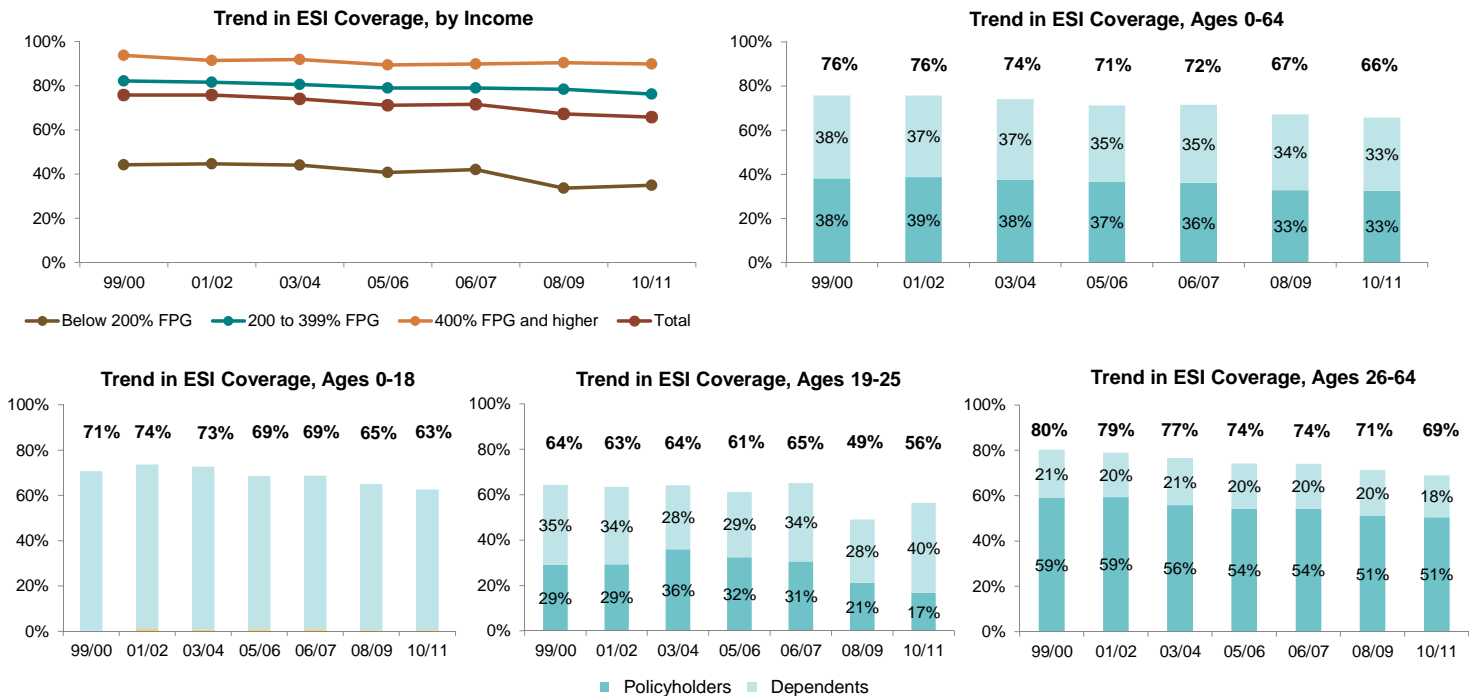 Trend in ESI Coverage, by Income
100%
80%
60%
40%
20%
0%
99/00 01/02 03/04 05/06 06/07 08/09 10/11
Below 200% FPG 200 to 399% FPG 400% FPG and higher Total
Trend in ESI Coverage, Ages 0-64
100%
80%
60%
40%
20%
0%
76% 76% 74% 71% 72% 67% 66%
38% 37% 37% 35% 35% 34% 33%
38% 39% 38% 37% 36% 33% 33%
99/00 01/02 03/04 05/06 06/07 08/09 10/11
Trend in ESI Coverage, Ages 0-18
100%
80%
60%
40%
20%
0%
71% 74% 73% 69% 69% 65% 63%
99/00 01/02 03/04 05/06 06/07 08/09 10/11
Trend in ESI Coverage, Ages 19-25
100%
80%
60%
40%
20%
0%
64% 63% 64% 61% 65% 49% 56%
35% 34% 28% 29% 34% 28% 40%
29% 29% 36% 32% 31% 21% 17%
99/00 01/02 03/04 05/06 06/07 08/09 10/11
Trend in ESI Coverage, Ages 26-64
100%
80%
60%
40%
20%
0%
80% 79% 77% 74% 74% 71% 69%
21% 20% 21% 20% 20% 20% 18%
59% 59% 56% 54% 54% 51% 51%
99/00 01/02 03/04 05/06 06/07 08/09 10/11
Policyholders Dependents